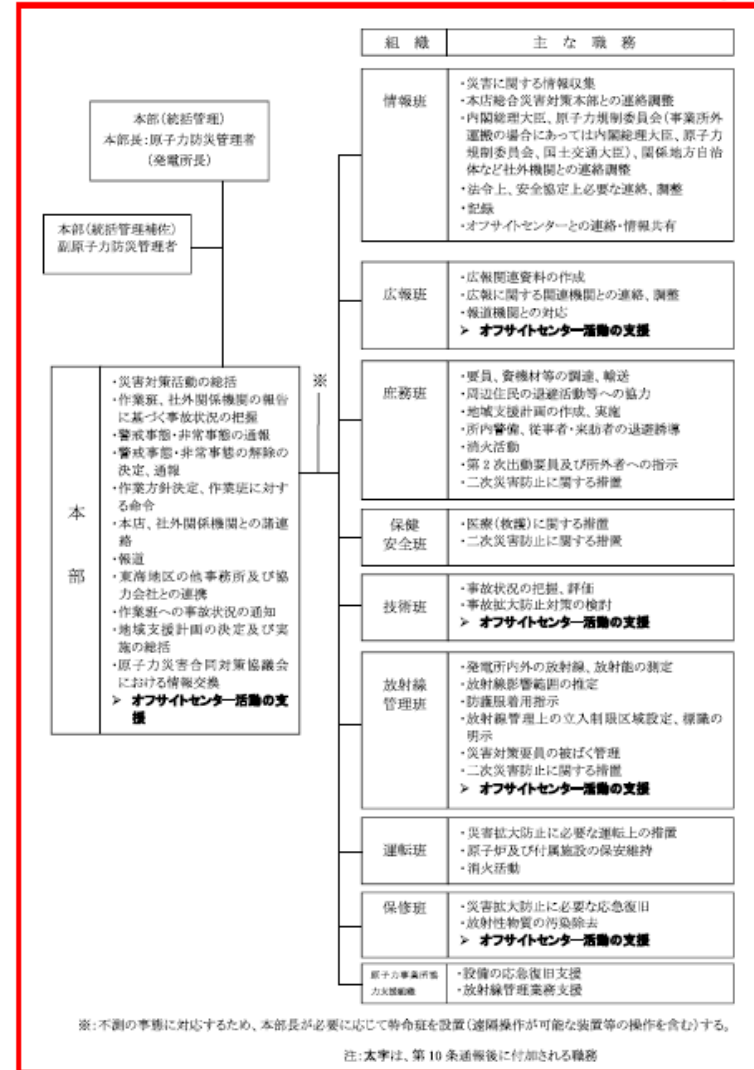 組織
主な職務
本部(統括管理)
本部長:原子力防災管理者
(発電所長)
本部(統括管理補佐)
副原子力防災管理者
本部
・災害対策活動の総括
・作業班、社外関係機関の報告
に基づく事故状況の把握
・警戒事態・非常事態の通報
・警戒事態・非常事態の解除の
決定、通報
・作業方針決定、作業班に対す
る命令
・本店、社外関係機関との諸連
絡
・報道
・東海地区の他事務所及び協
力会社との連携
・作業班への事故状況の通知
・地域支援計画の決定及び実
施の総括
・原子力災害合同対策協議会
における情報交換
➢ オフサイトセンター活動の支
援
※
情報班
・災害に関する情報収集
・本店総合災害対策本部との連絡調整
・内閣総理大臣、原子力規制委員会(事業所外
運搬の場合にあっては内閣総理大臣、原子力
規制委員会、国土交通大臣)、関係地方自治
体など社外機関との連絡調整
・法令上、安全協定上必要な連絡、調整
・記録
・オフサイトセンターとの連絡・情報共有
広報班
・広報関連資料の作成
・広報に関する関連機関との連絡、調整
・報道機関との対応
➢ オフサイトセンター活動の支援
庶務班
・要員、資機材等の調達、輸送
・周辺住民の退避活動等への協力
・地域支援計画の作成、実施
・所内警備、従事者・来訪者の退避誘導
・消火活動
・第2次出動要員及び所外者への指示
・二次災害防止に関する措置
保健
安全班
・医療(救護)に関する措置
・二次災害防止に関する措置
技術班
・事故状況の把握、評価
・事故拡大防止対策の検討
➢ オフサイトセンター活動の支援
放射線
管理班
・発電所内外の放射線、放射能の測定
・放射線影響範囲の推定
・防護服着用指示
・放射線管理上の立入制限区域設定、標識の
明示
・災害対策要員の被ばく管理
・二次災害防止に関する措置
➢ オフサイトセンター活動の支援
運転班
・災害拡大防止に必要な運転上の措置
・原子炉及び付属施設の保安維持
・消火活動
保修班
・災害拡大防止に必要な応急復旧
・放射性物質の汚染除去
➢ オフサイトセンター活動の支援
原子力事業所協
力支援組織
・設備の応急復旧支援
・放射線管理業務支援
※:不測の事態に対応するため、本部長が必要に応じて特命班を設置(遠隔操作が可能な装置等の操作を含む)する。
注:太字は、第10条通報後に付加される職務